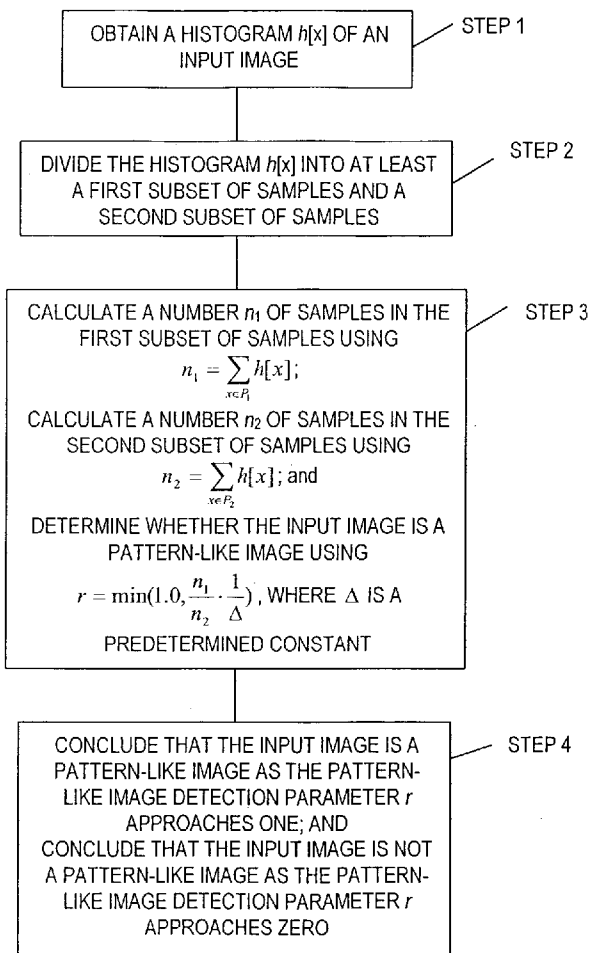 OBTAIN A HISTOGRAM h[x] OF AN
INPUT IMAGE
STEP 1
DIVIDE THE HISTOGRAM h[x] INTO AT LEAST
A FIRST SUBSET OF SAMPLES AND A
SECOND SUBSET OF SAMPLES
STEP 2
CALCULATE A NUMBER n₁ OF SAMPLES IN THE
FIRST SUBSET OF SAMPLES USING
n₁ = ∑_{x∈P₁} h[x];
CALCULATE A NUMBER n₂ OF SAMPLES IN THE
SECOND SUBSET OF SAMPLES USING
n₂ = ∑_{x∈P₂} h[x]; and
DETERMINE WHETHER THE INPUT IMAGE IS A
PATTERN-LIKE IMAGE USING
r = min(1.0, n₁/n₂ · 1/Δ), WHERE Δ IS A
PREDETERMINED CONSTANT
STEP 3
CONCLUDE THAT THE INPUT IMAGE IS A
PATTERN-LIKE IMAGE AS THE PATTERN-
LIKE IMAGE DETECTION PARAMETER r
APPROACHES ONE; AND
CONCLUDE THAT THE INPUT IMAGE IS NOT
A PATTERN-LIKE IMAGE AS THE PATTERN-
LIKE IMAGE DETECTION PARAMETER r
APPROACHES ZERO
STEP 4